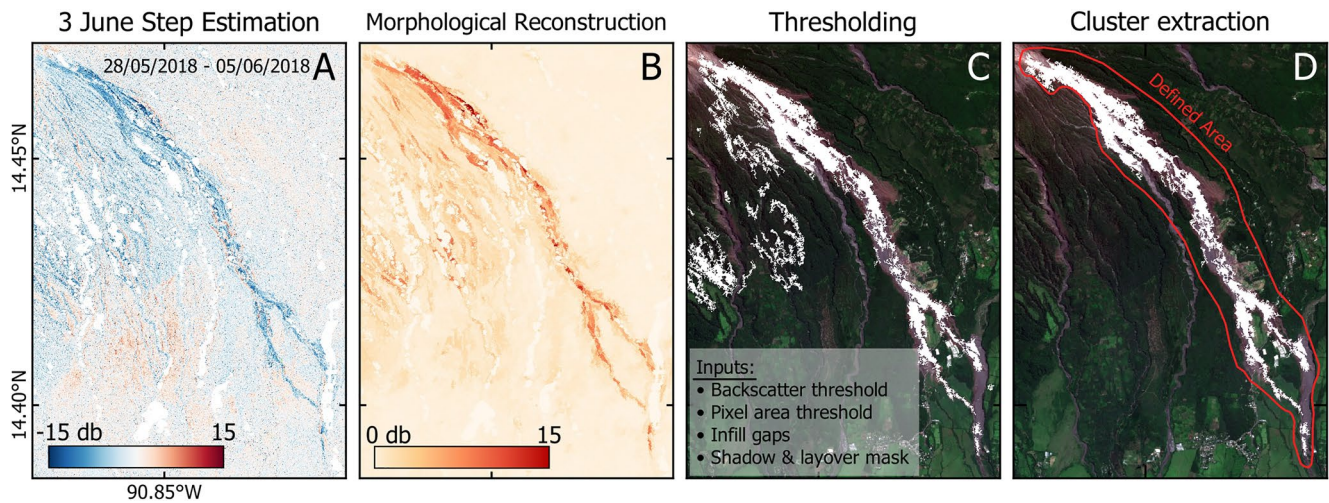 3 June Step Estimation
Morphological Reconstruction
Thresholding
Cluster extraction
28/05/2018 - 05/06/2018
A
B
C
D
Defined Area
14.45°N
14.40°N
-15 db
15
0 db
15
Inputs:
• Backscatter threshold
• Pixel area threshold
• Infill gaps
• Shadow & layover mask
90.85°W